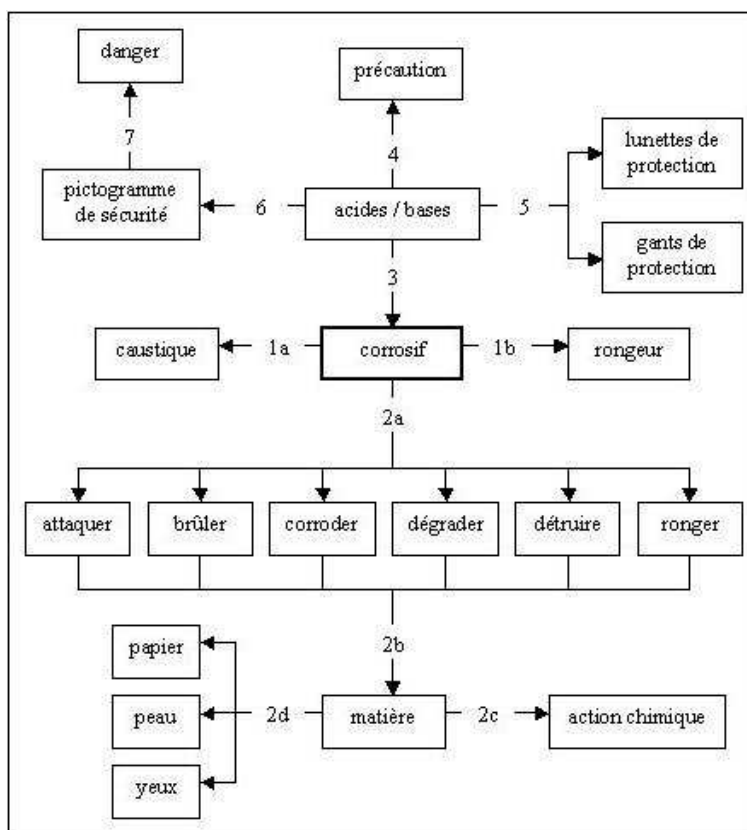 danger
précaution
7
4
lunettes de
protection
pictogramme
de sécurité
6
acides / bases
5
gants de
protection
3
caustique
1a
corrosif
1b
rongeur
2a
attaquer
brûler
corroder
dégrader
détruire
ronger
2b
papier
peau
2d
matière
2c
action chimique
yeux